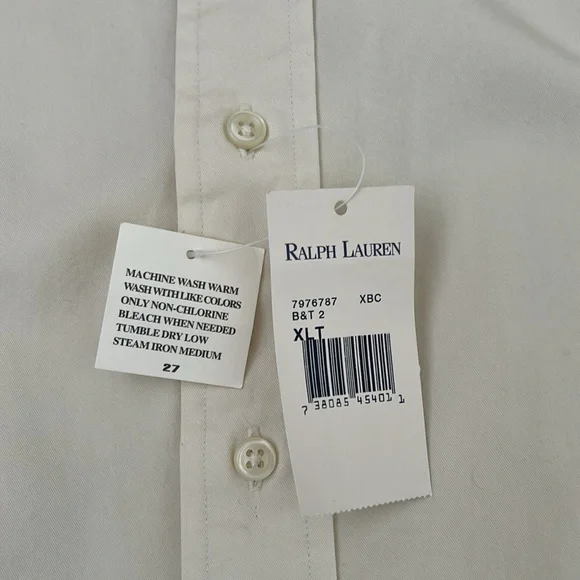 MACHINE WASH WARM
WASH WITH LIKE COLORS
ONLY NON-CHLORINE
BLEACH WHEN NEEDED
TUMBLE DRY LOW
STEAM IRON MEDIUM
27
RALPH LAUREN
7976787 XBC
B&T 2
XLT
7 38085 45401 1